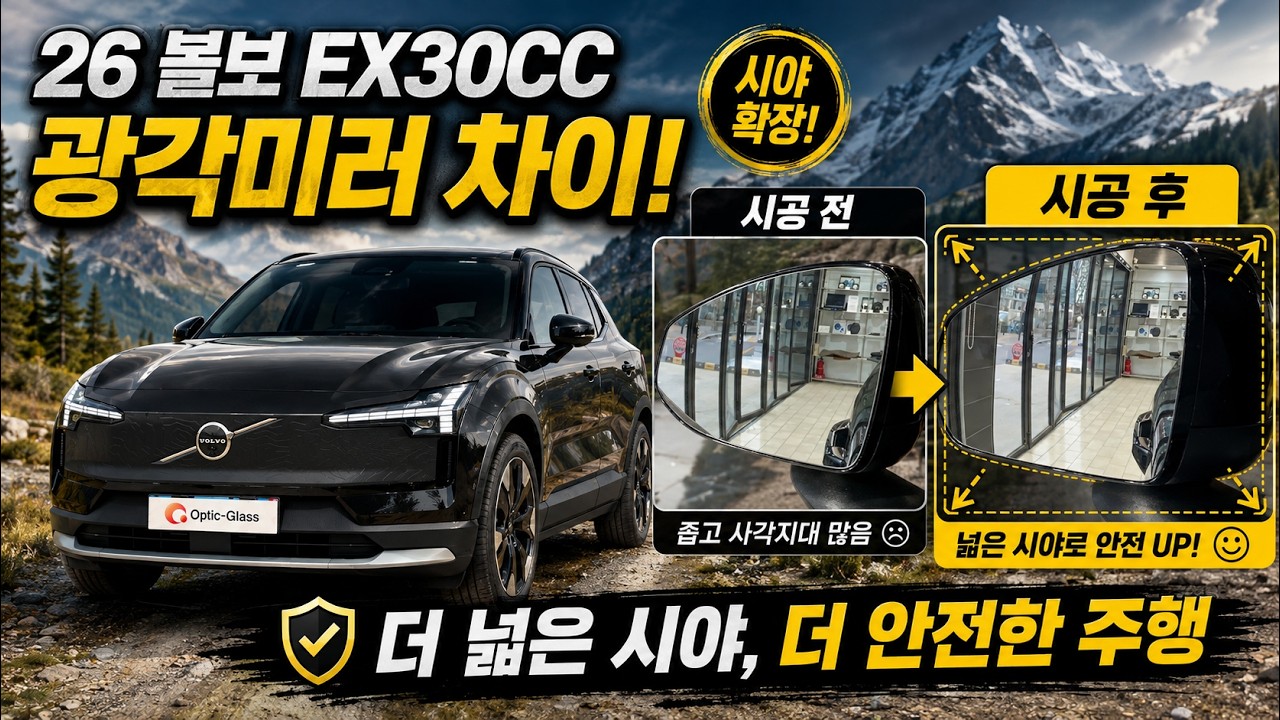 26 볼보 EX30CC
광각미러 차이!
시야
확장!
시공 전
시공 후
좁고 사각지대 많음
넓은 시야로 안전 UP!
VOLVO
Optic-Glass
더 넓은 시야, 더 안전한 주행